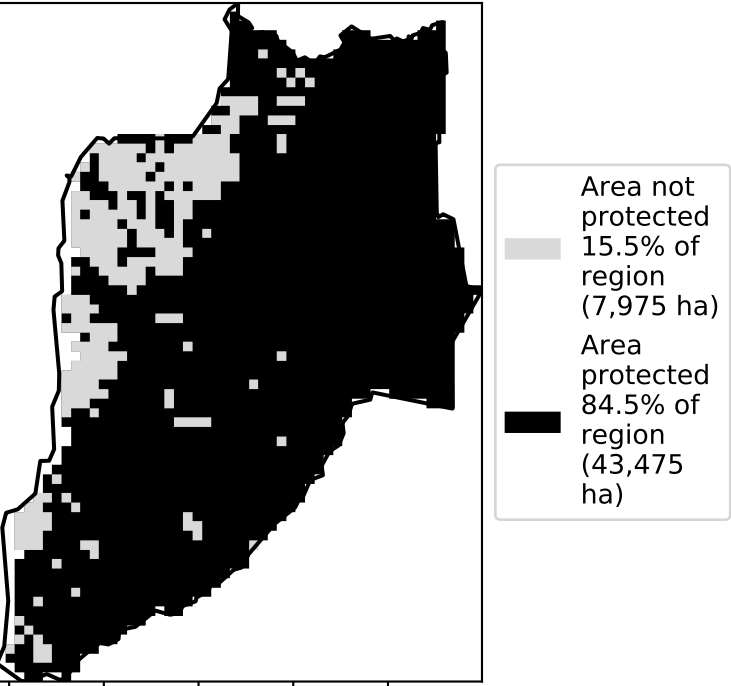 Area not
protected
15.5% of
region
(7,975 ha)
Area
protected
84.5% of
region
(43,475
ha)